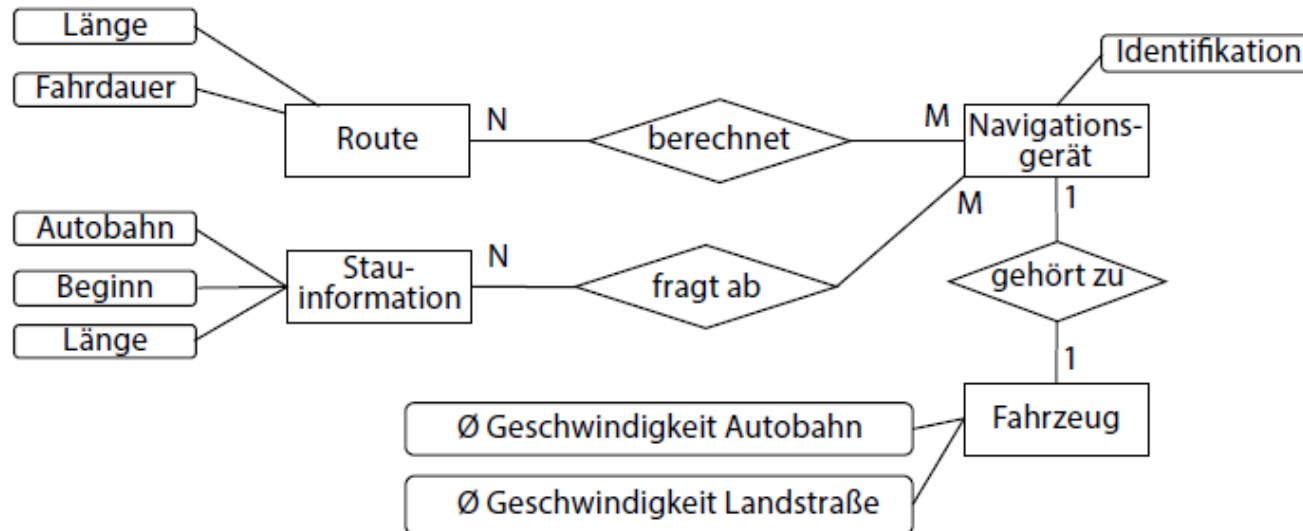 Länge
Fahrdauer
Identifikation
Route
N
berechnet
M
Navigations-
gerät
M
1
Autobahn
Beginn
Länge
Stau-
information
N
fragt ab
gehört zu
1
Ø Geschwindigkeit Autobahn
Fahrzeug
Ø Geschwindigkeit Landstraße